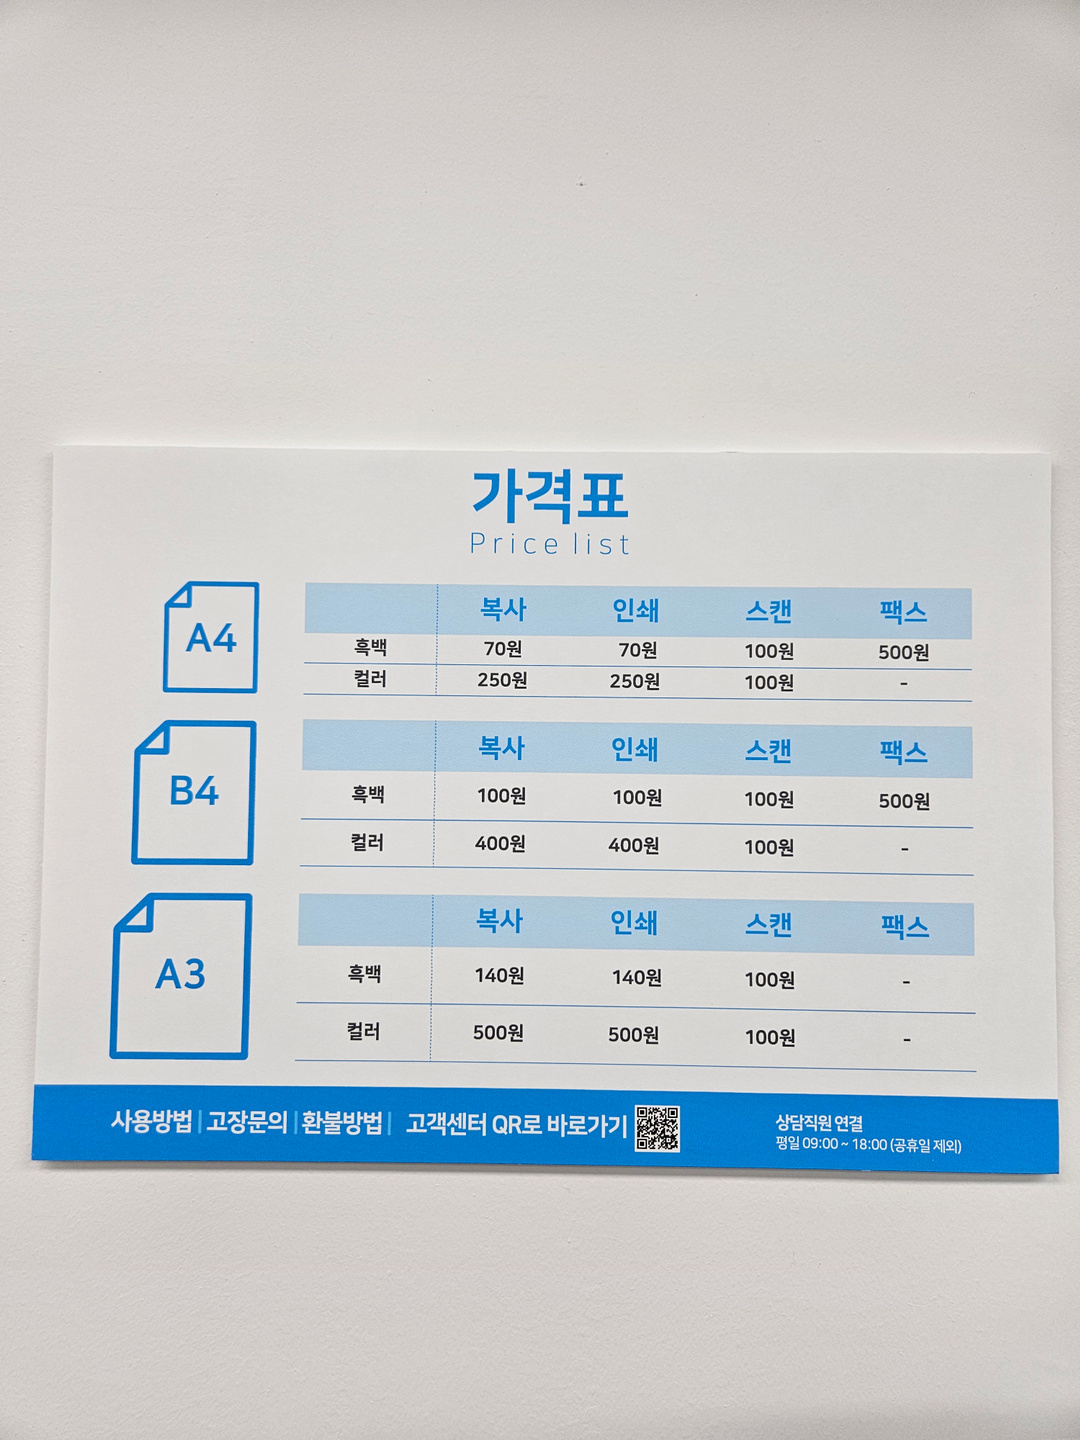 가격표
Price list
A4
복사 인쇄 스캔 팩스
흑백 70원 70원 100원 500원
컬러 250원 250원 100원 -
B4
복사 인쇄 스캔 팩스
흑백 100원 100원 100원 500원
컬러 400원 400원 100원 -
A3
복사 인쇄 스캔 팩스
흑백 140원 140원 100원 -
컬러 500원 500원 100원 -
사용방법 | 고장문의 | 환불방법 | 고객센터 QR로 바로가기
상담직원 연결
평일 09:00 ~ 18:00 (공휴일 제외)